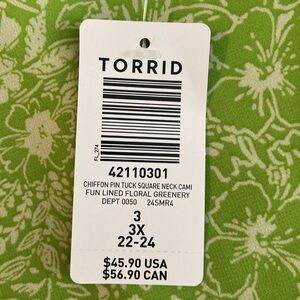 TORRID
FL_274
42110301
CHIFFON PIN TUCK SQUARE NECK CAMI
FUN LINED FLORAL GREENERY
DEPT 0050 24SMR4
3
3X
22-24
$45.90 USA
$56.90 CAN